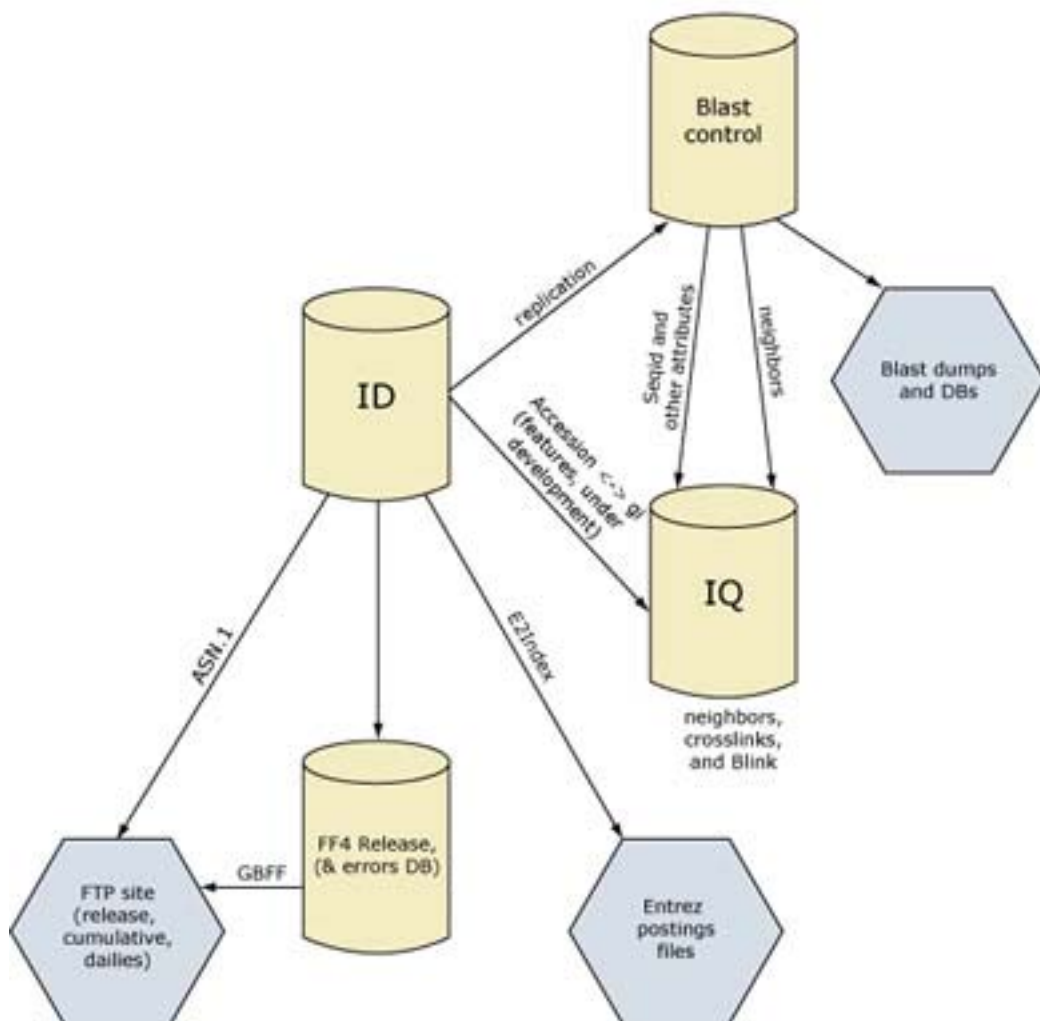 Blast
control
replication
Seqid and
other attributes
neighbors
Blast dumps
and DBs
ID
Accession <-> gi
(features, under
development)
IQ
neighbors,
crosslinks,
and Blink
ASN.1
E2Index
FF4 Release,
(& errors DB)
GBFF
FTP site
(release,
cumulative,
dailies)
Entrez
postings
files